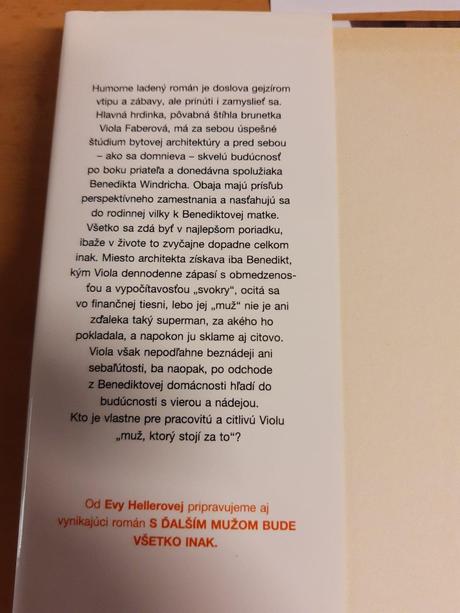 Humorne ladený román je doslova gejzírom
vtipu a zábavy, ale prinúti i zamyslieť sa.
Hlavná hrdinka, pôvabná štíhla brunetka
Viola Faberová, má za sebou úspešné
štúdium bytovej architektúry a pred sebou
– ako sa domnieva – skvelú budúcnosť
po boku priateľa a donedávna spolužiaka
Benedikta Windricha. Obaja majú prísľub
perspektívneho zamestnania a nasťahujú sa
do rodinnej vilky k Benediktovej matke.
Všetko sa zdá byť v najlepšom poriadku,
ibaže v živote to zvyčajne dopadne celkom
inak. Miesto architekta získava iba Benedikt,
kým Viola dennodenne zápasí s obmedzenos-
ťou a vypočítavosťou „svokry“, ocitá sa
vo finančnej tiesni, lebo jej „muž“ nie je ani
zďaleka taký superman, za akého ho
pokladala, a napokon ju sklame aj citovo.
Viola však nepodľahne beznádeji ani
sebaľútosti, ba naopak, po odchode
z Benediktovej domácnosti hľadí do
budúcnosti s vierou a nádejou.
Kto je vlastne pre pracovitú a citlivú Violu
„muž, ktorý stojí za to“?
Od Evy Hellerovej pripravujeme aj
vynikajúci román S ĎALŠÍM MUŽOM BUDE
VŠETKO INAK.